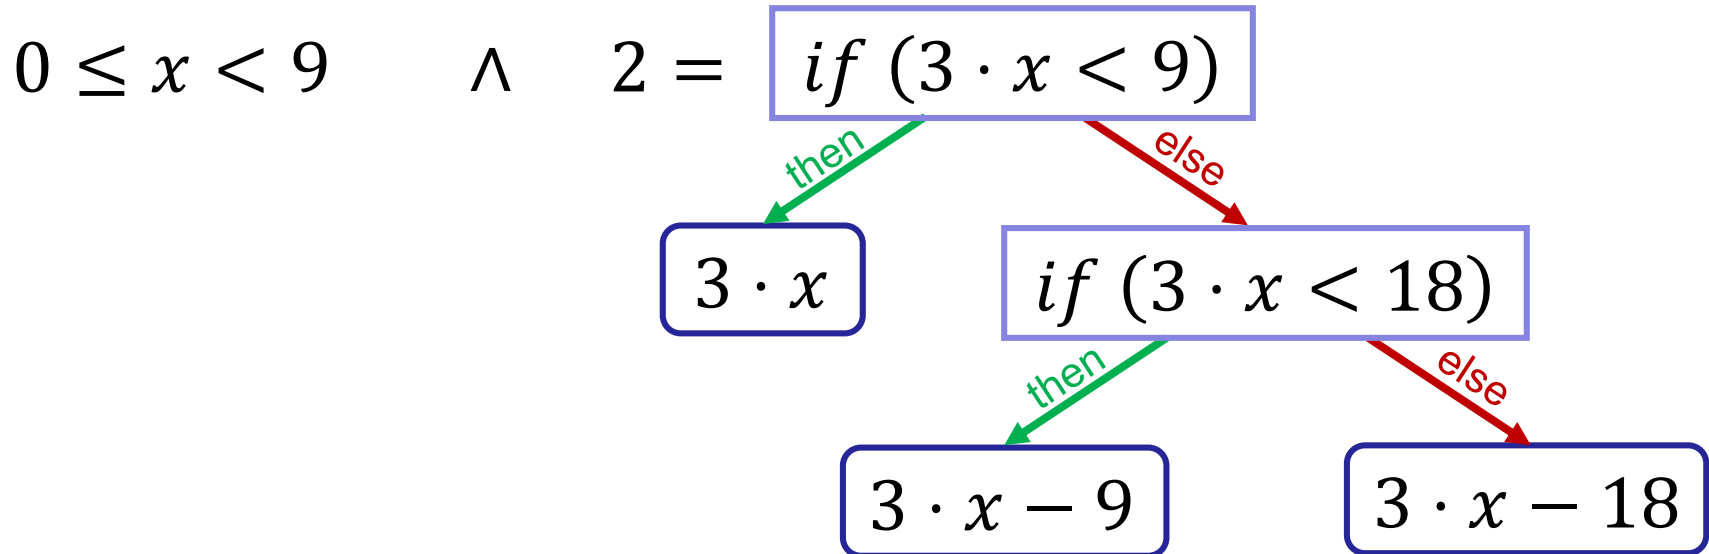 0 ≤ x < 9 ∧ 2 = if (3 · x < 9)
then else
3 · x if (3 · x < 18)
then else
3 · x − 9 3 · x − 18